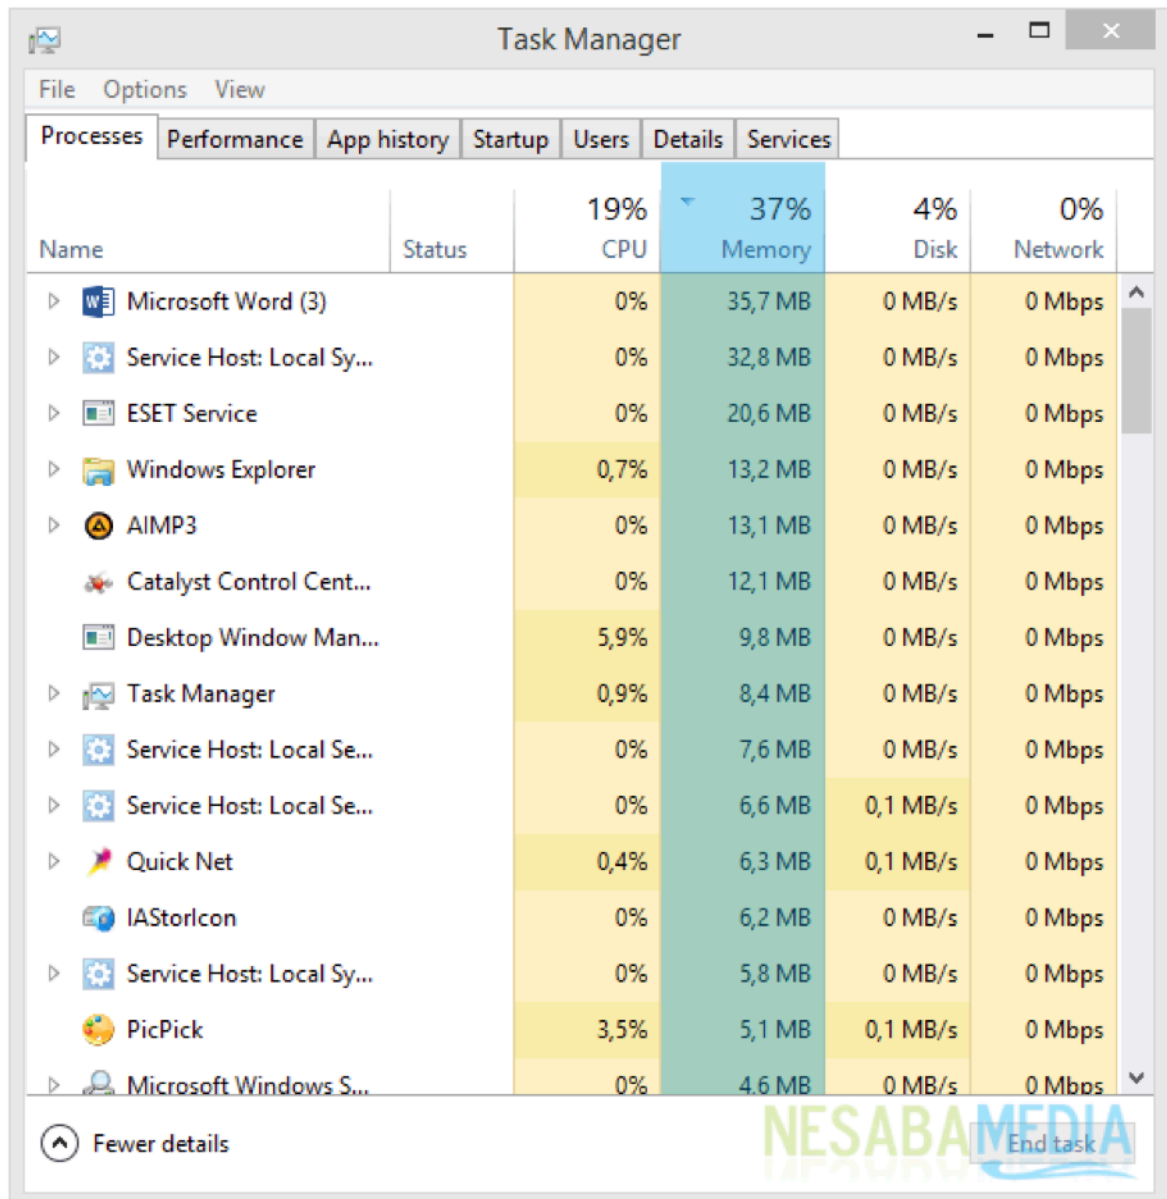 Task Manager
File Options View
Processes Performance App history Startup Users Details Services
19% 37% 4% 0%
Name Status CPU Memory Disk Network
Microsoft Word (3) 0% 35,7 MB 0 MB/s 0 Mbps
Service Host: Local Sy... 0% 32,8 MB 0 MB/s 0 Mbps
ESET Service 0% 20,6 MB 0 MB/s 0 Mbps
Windows Explorer 0,7% 13,2 MB 0 MB/s 0 Mbps
AIMP3 0% 13,1 MB 0 MB/s 0 Mbps
Catalyst Control Cent... 0% 12,1 MB 0 MB/s 0 Mbps
Desktop Window Man... 5,9% 9,8 MB 0 MB/s 0 Mbps
Task Manager 0,9% 8,4 MB 0 MB/s 0 Mbps
Service Host: Local Se... 0% 7,6 MB 0 MB/s 0 Mbps
Service Host: Local Se... 0% 6,6 MB 0,1 MB/s 0 Mbps
Quick Net 0,4% 6,3 MB 0,1 MB/s 0 Mbps
IAStorIcon 0% 6,2 MB 0 MB/s 0 Mbps
Service Host: Local Sy... 0% 5,8 MB 0 MB/s 0 Mbps
PicPick 3,5% 5,1 MB 0,1 MB/s 0 Mbps
Microsoft Windows S... 0% 4,6 MB 0 MB/s 0 Mbps
Fewer details End task
NESABAMEDIA